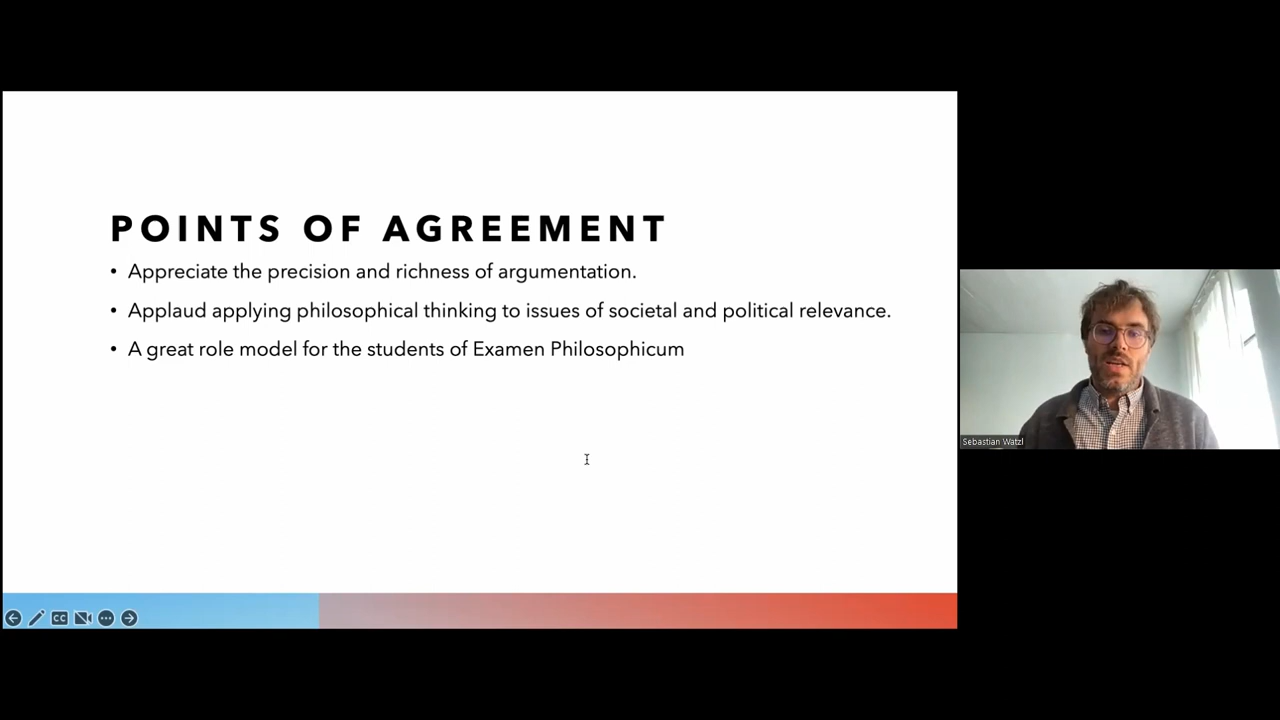 POINTS OF AGREEMENT
• Appreciate the precision and richness of argumentation.
• Applaud applying philosophical thinking to issues of societal and political relevance.
• A great role model for the students of Examen Philosophicum
Sebastian Watzl
CC